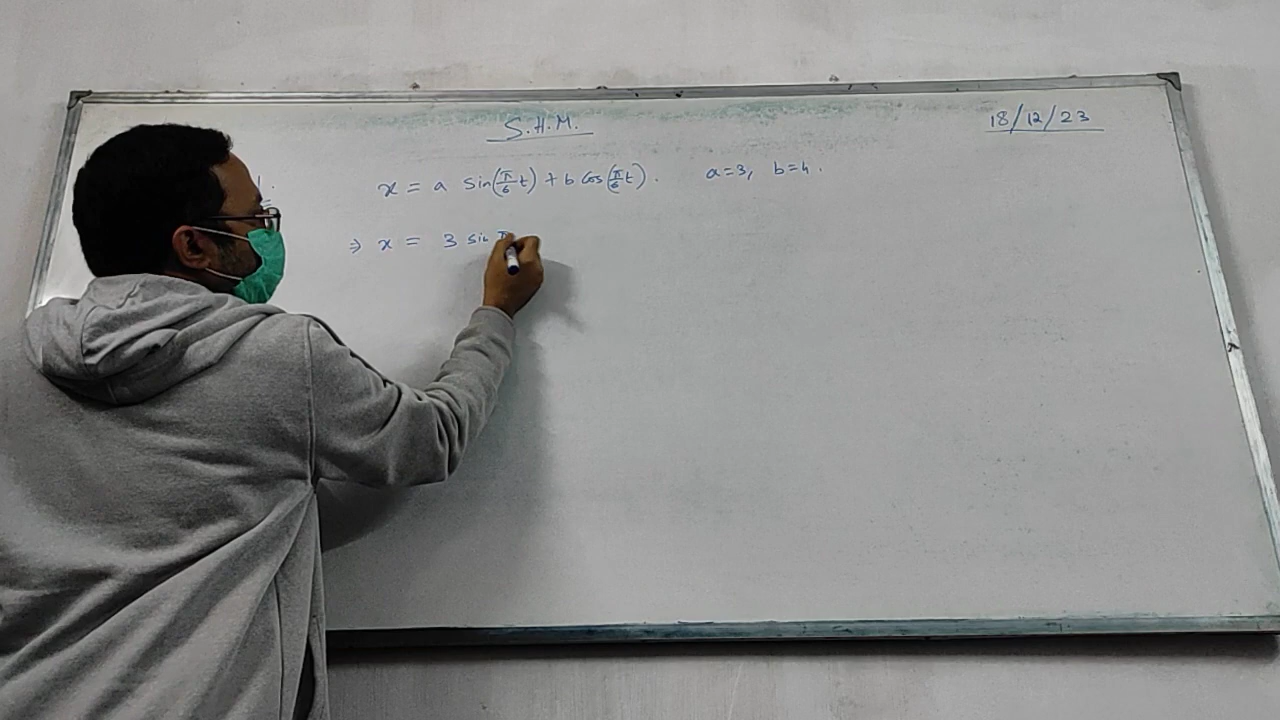 S.H.M.
18/12/23
x = a sin(π/6 t) + b cos(π/6 t). a=3, b=4.
⇒ x = 3 sin π